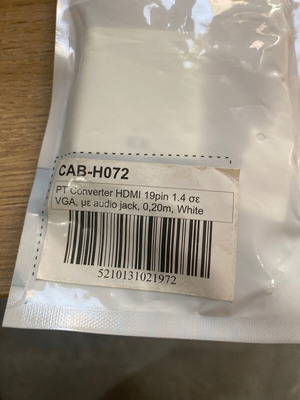 CAB-H072
PT Converter HDMI 19pin 1.4 σε
VGA, με audio jack, 0,20m, White
5210131021972